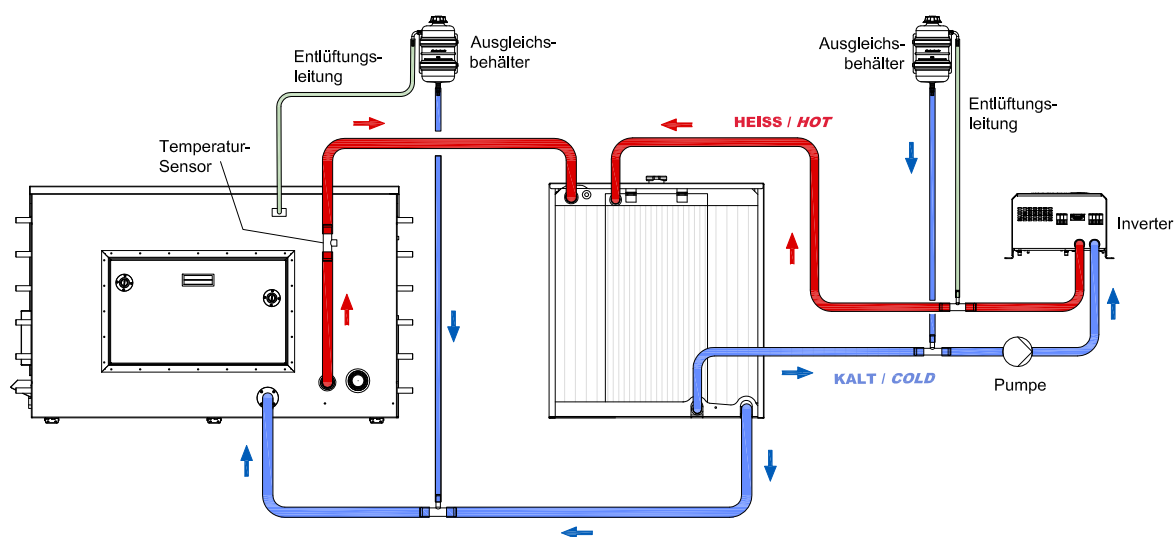 Entlüftungs-
leitung
Ausgleichs-
behälter
Ausgleichs-
behälter
Entlüftungs-
leitung
Temperatur-
Sensor
HEISS / HOT
Inverter
KALT / COLD
Pumpe